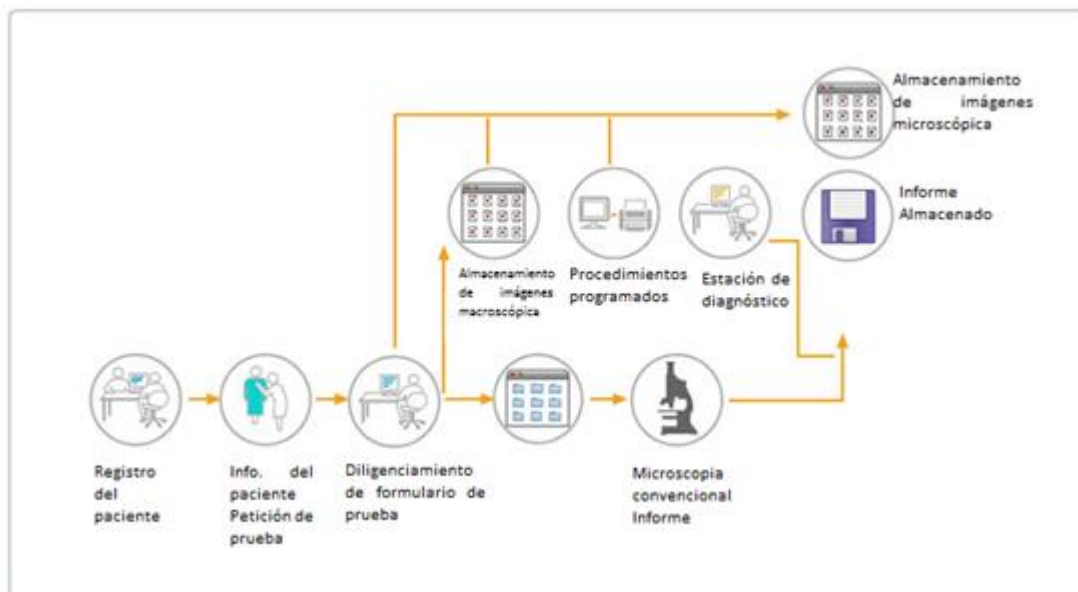 Almacenamiento
de imágenes
microscópica
Informe
Almacenado
Almacenamiento
de imágenes
macroscópica
Procedimientos
programados
Estación de
diagnóstico
Registro
del
paciente
Info. del
paciente
Petición de
prueba
Diligenciamiento
de formulario de
prueba
Microscopia
convencional
Informe